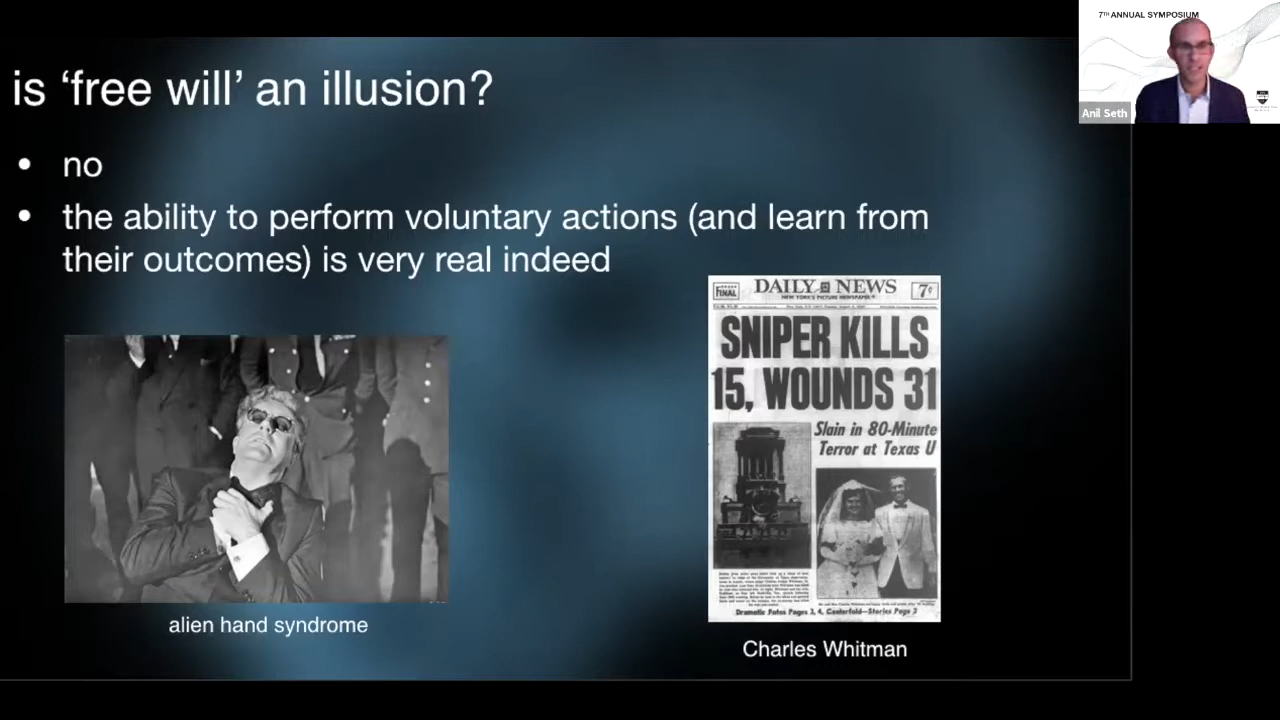 7TH ANNUAL SYMPOSIUM
Anil Seth
is ‘free will’ an illusion?
• no
• the ability to perform voluntary actions (and learn from
their outcomes) is very real indeed
FINAL
DAILY NEWS
NEW YORK'S PICTURE NEWSPAPER
7¢
SNIPER KILLS
15, WOUNDS 31
Slain in 80-Minute
Terror at Texas U
Dramatic Fotos Pages 2, 4, Centerfold—Stories Page 2
alien hand syndrome
Charles Whitman